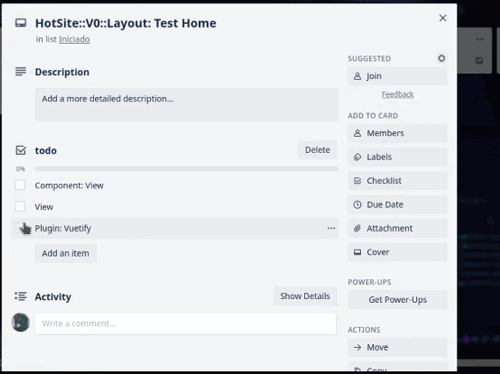 HotSite::V0::Layout: Test Home
in list Iniciado
Description
Add a more detailed description...
todo
Delete
0%
Component: View
View
Plugin: Vuetify
Add an item
Activity
Show Details
Write a comment...
SUGGESTED
Join
Feedback
ADD TO CARD
Members
Labels
Checklist
Due Date
Attachment
Cover
POWER-UPS
Get Power-Ups
ACTIONS
Move